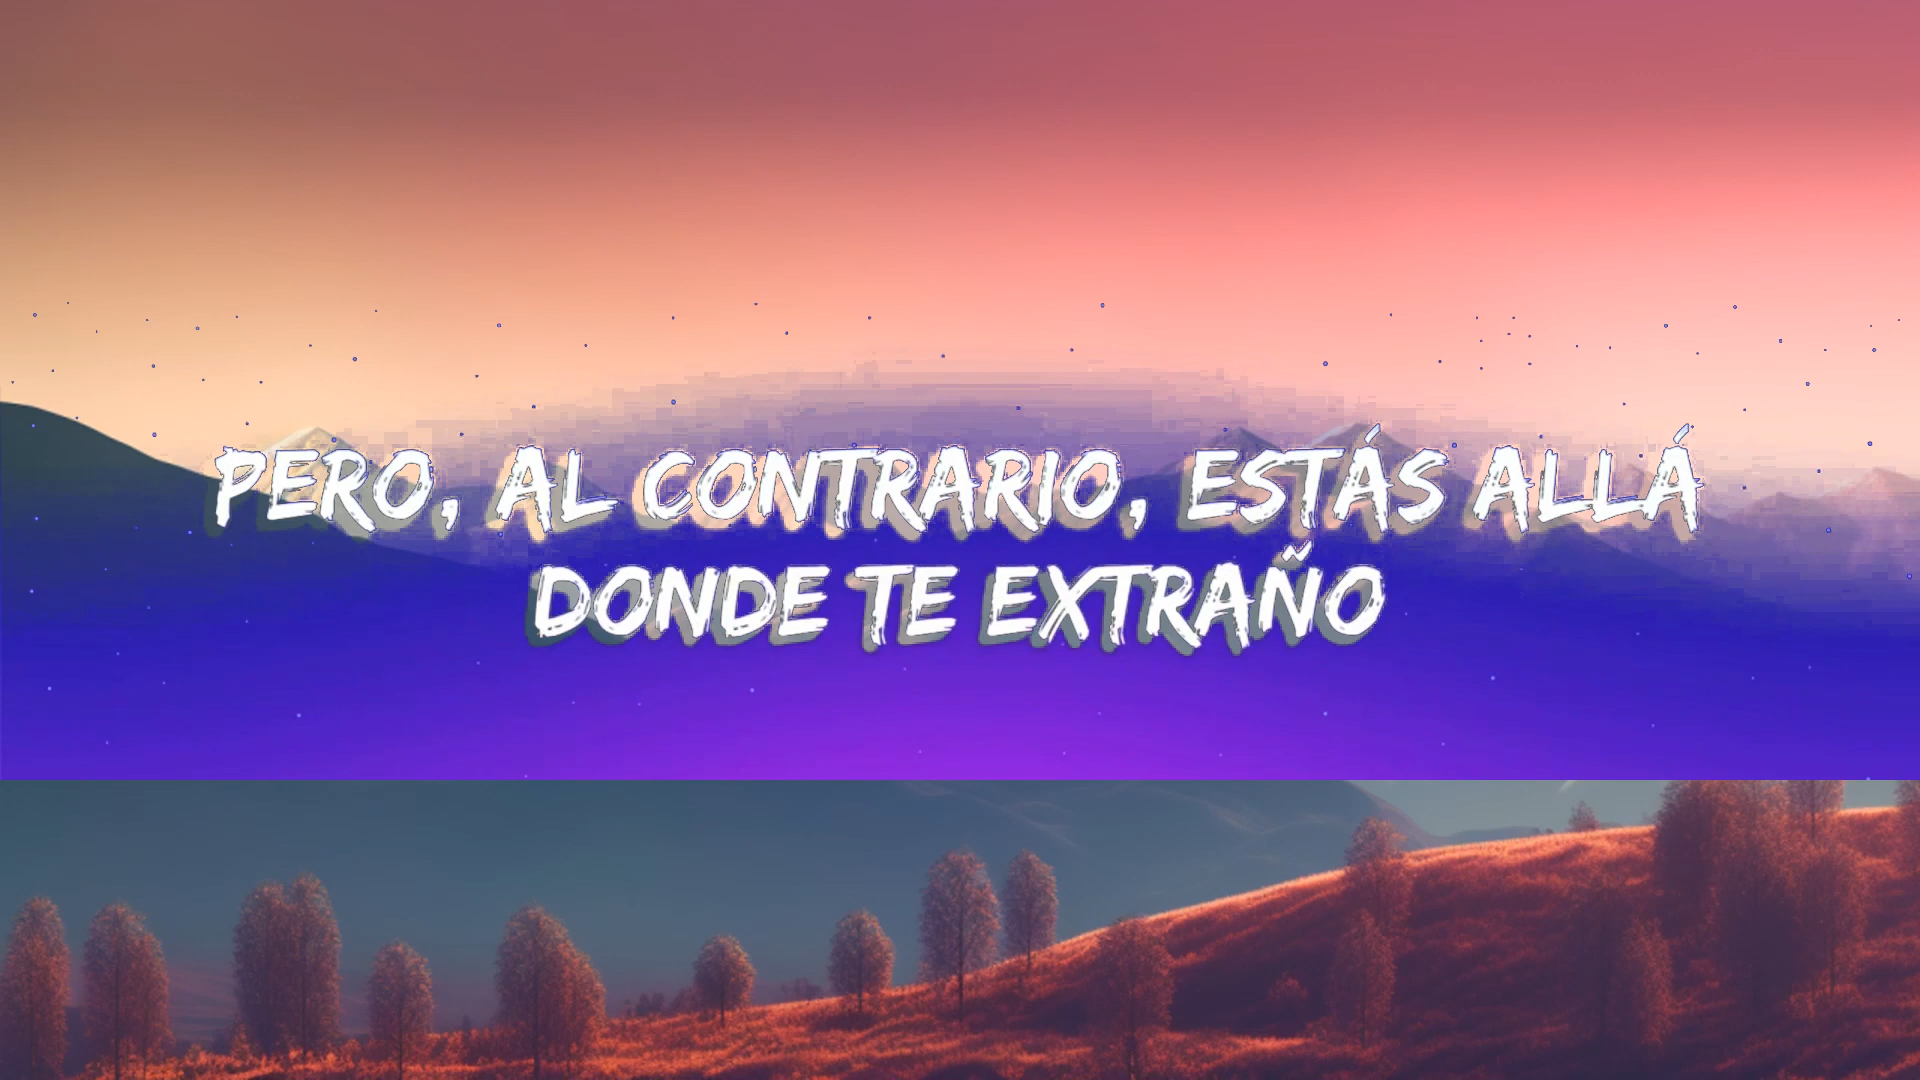 PERO, AL CONTRARIO, ESTÁS ALLÁ
DONDE TE EXTRAÑO